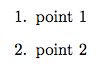 1. point 1
2. point 2